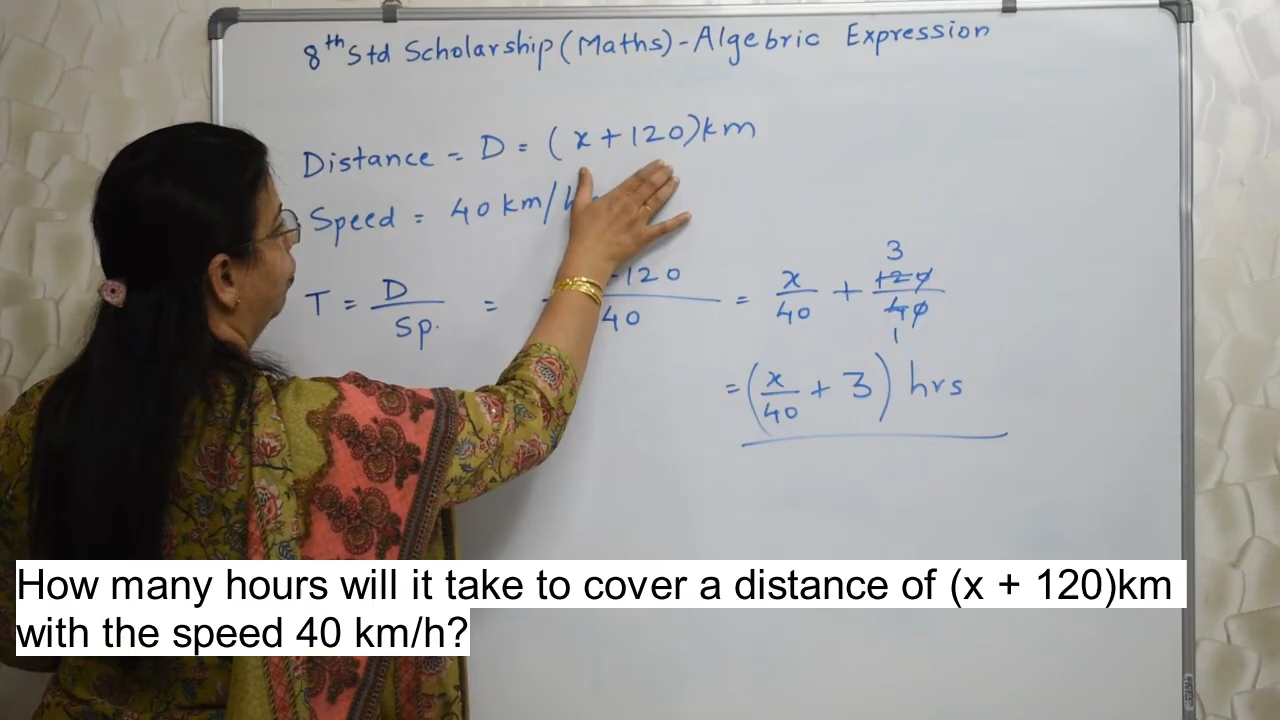 8th Std Scholarship (Maths) - Algebric Expression
Distance = D = (x + 120) km
Speed = 40 km/h
T = D/Sp. = -120/40 = x/40 + 120/40
3
1
= (x/40 + 3) hrs
How many hours will it take to cover a distance of (x + 120)km
with the speed 40 km/h?